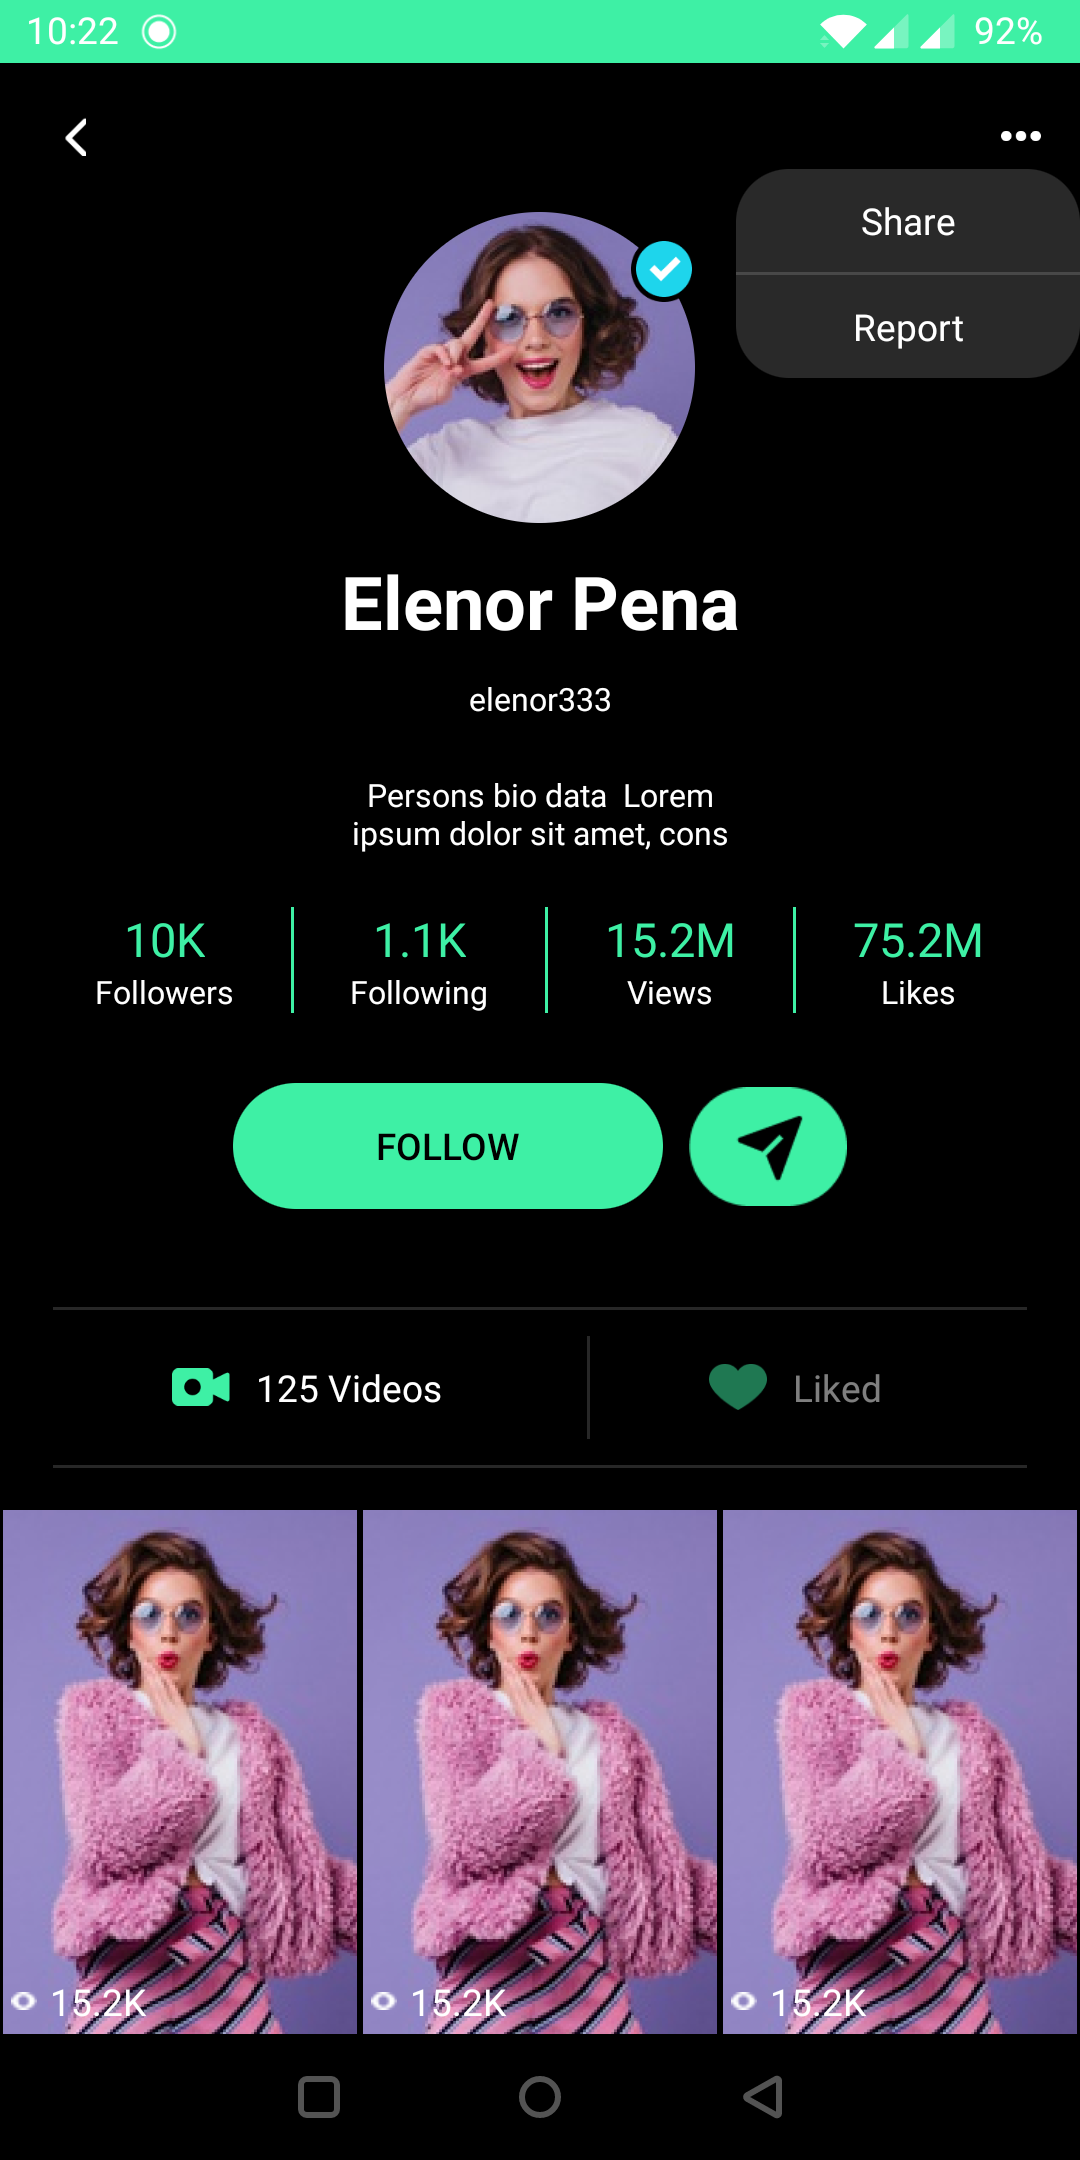 10:22
92%
Share
Report
Elenor Pena
elenor333
Persons bio data  Lorem
ipsum dolor sit amet, cons
10K
Followers
1.1K
Following
15.2M
Views
75.2M
Likes
FOLLOW
125 Videos
Liked
15.2K
15.2K
15.2K